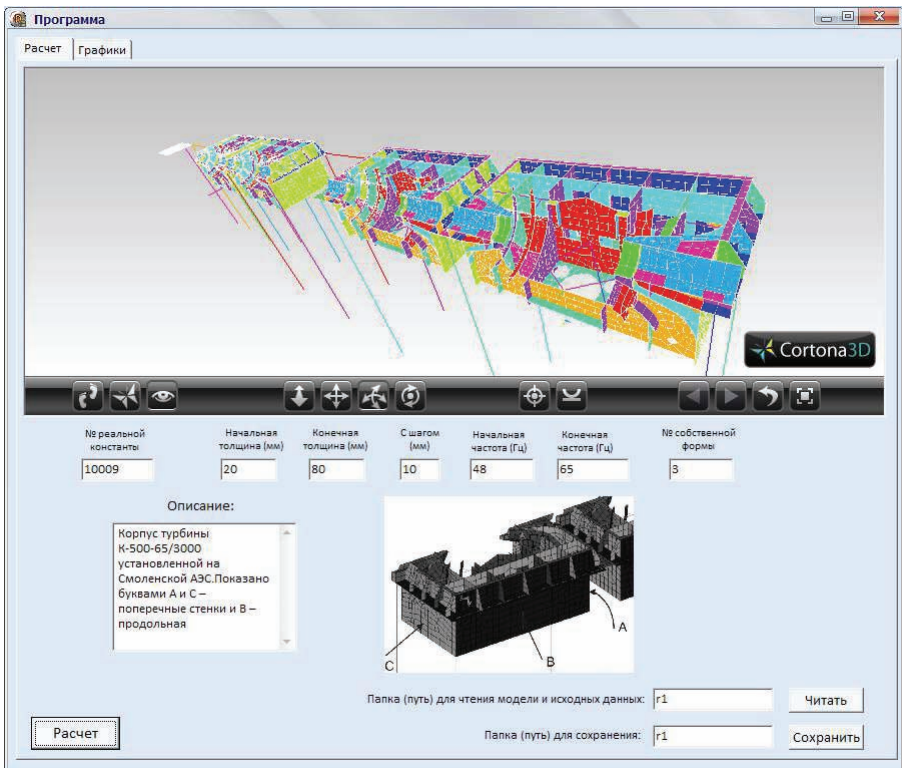 Программа
Расчет
Графики
Cortona3D
№ реальной
константы
Начальная
толщина (мм)
Конечная
толщина (мм)
С шагом
(мм)
Начальная
частота (Гц)
Конечная
частота (Гц)
№ собственной
формы
10009
20
80
10
48
65
3
Описание:
Корпус турбины
К-500-65/3000
установленной на
Смоленской АЭС.Показано
буквами А и С –
поперечные стенки и В –
продольная
A
B
C
Папка (путь) для чтения модели и исходных данных:
r1
Читать
Расчет
Папка (путь) для сохранения:
r1
Сохранить